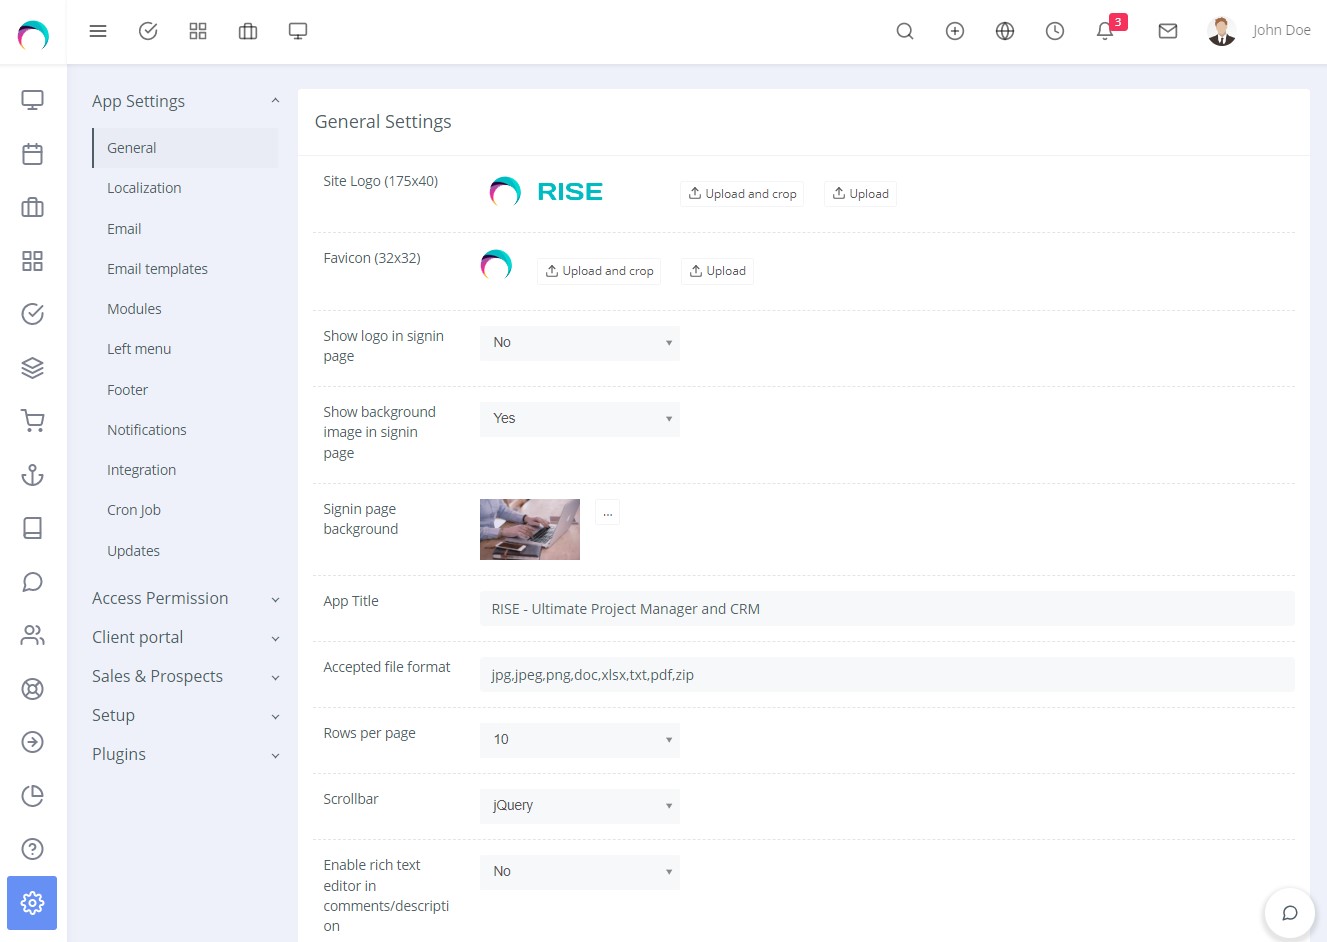 3
John Doe
App Settings
General
Localization
Email
Email templates
Modules
Left menu
Footer
Notifications
Integration
Cron Job
Updates
Access Permission
Client portal
Sales & Prospects
Setup
Plugins
General Settings
Site Logo (175x40)
RISE
Upload and crop
Upload
Favicon (32x32)
Upload and crop
Upload
Show logo in signin
page
No
Show background
image in signin
page
Yes
Signin page
background
...
App Title
RISE - Ultimate Project Manager and CRM
Accepted file format
jpg,jpeg,png,doc,xlsx,txt,pdf,zip
Rows per page
10
Scrollbar
jQuery
Enable rich text
editor in
comments/descripti
on
No